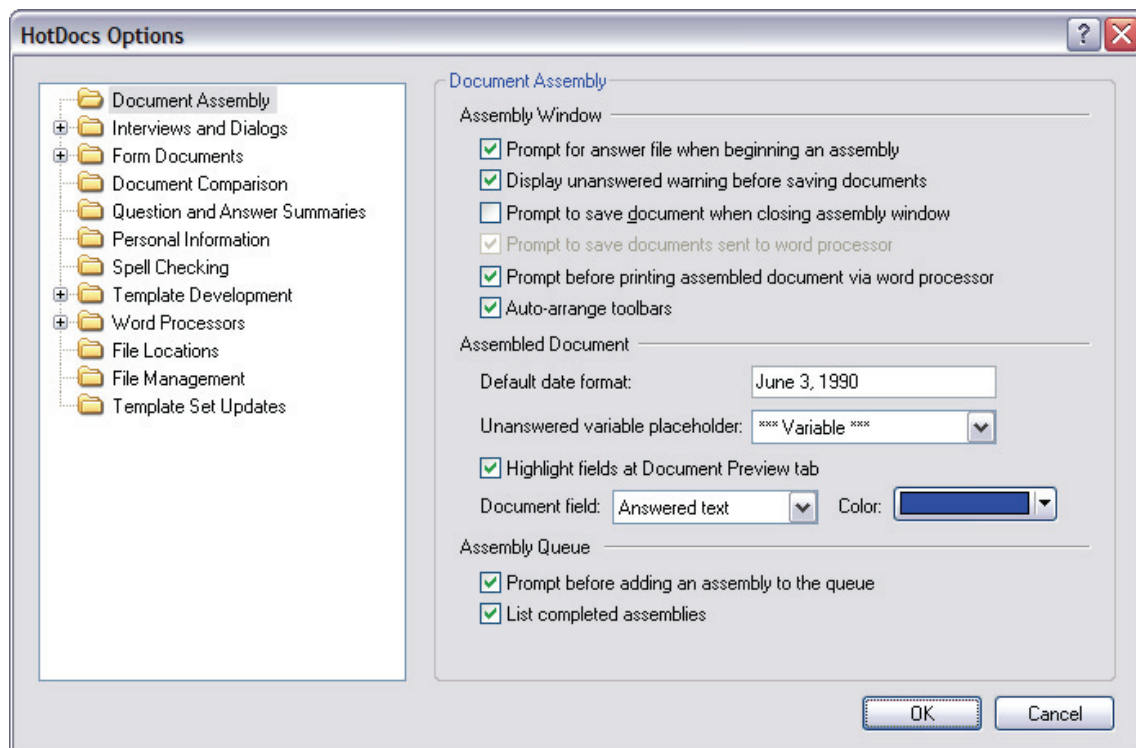 HotDocs Options
Document Assembly
Interviews and Dialogs
Form Documents
Document Comparison
Question and Answer Summaries
Personal Information
Spell Checking
Template Development
Word Processors
File Locations
File Management
Template Set Updates
Document Assembly
Assembly Window
Prompt for answer file when beginning an assembly
Display unanswered warning before saving documents
Prompt to save document when closing assembly window
Prompt to save documents sent to word processor
Prompt before printing assembled document via word processor
Auto-arrange toolbars
Assembled Document
Default date format: June 3, 1990
Unanswered variable placeholder: *** Variable ***
Highlight fields at Document Preview tab
Document field: Answered text Color:
Assembly Queue
Prompt before adding an assembly to the queue
List completed assemblies
OK Cancel